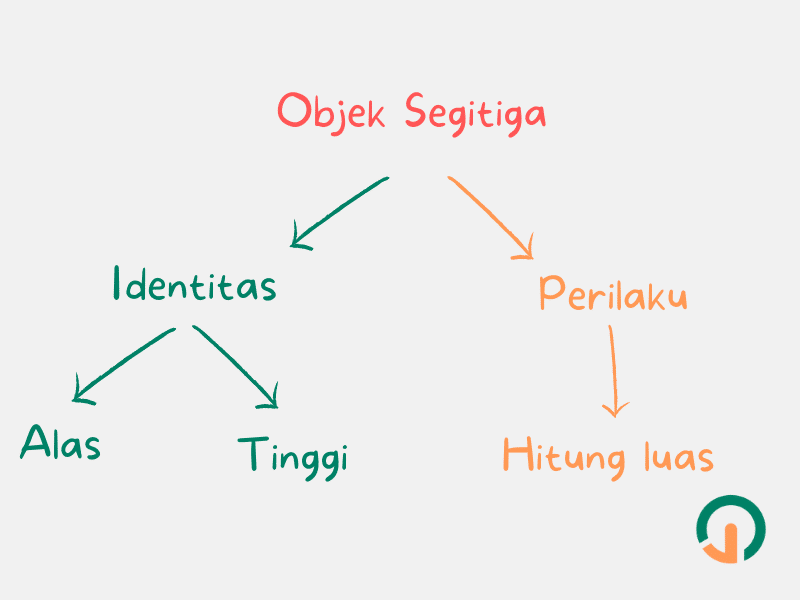 Objek Segitiga
Identitas
Perilaku
Alas
Tinggi
Hitung luas